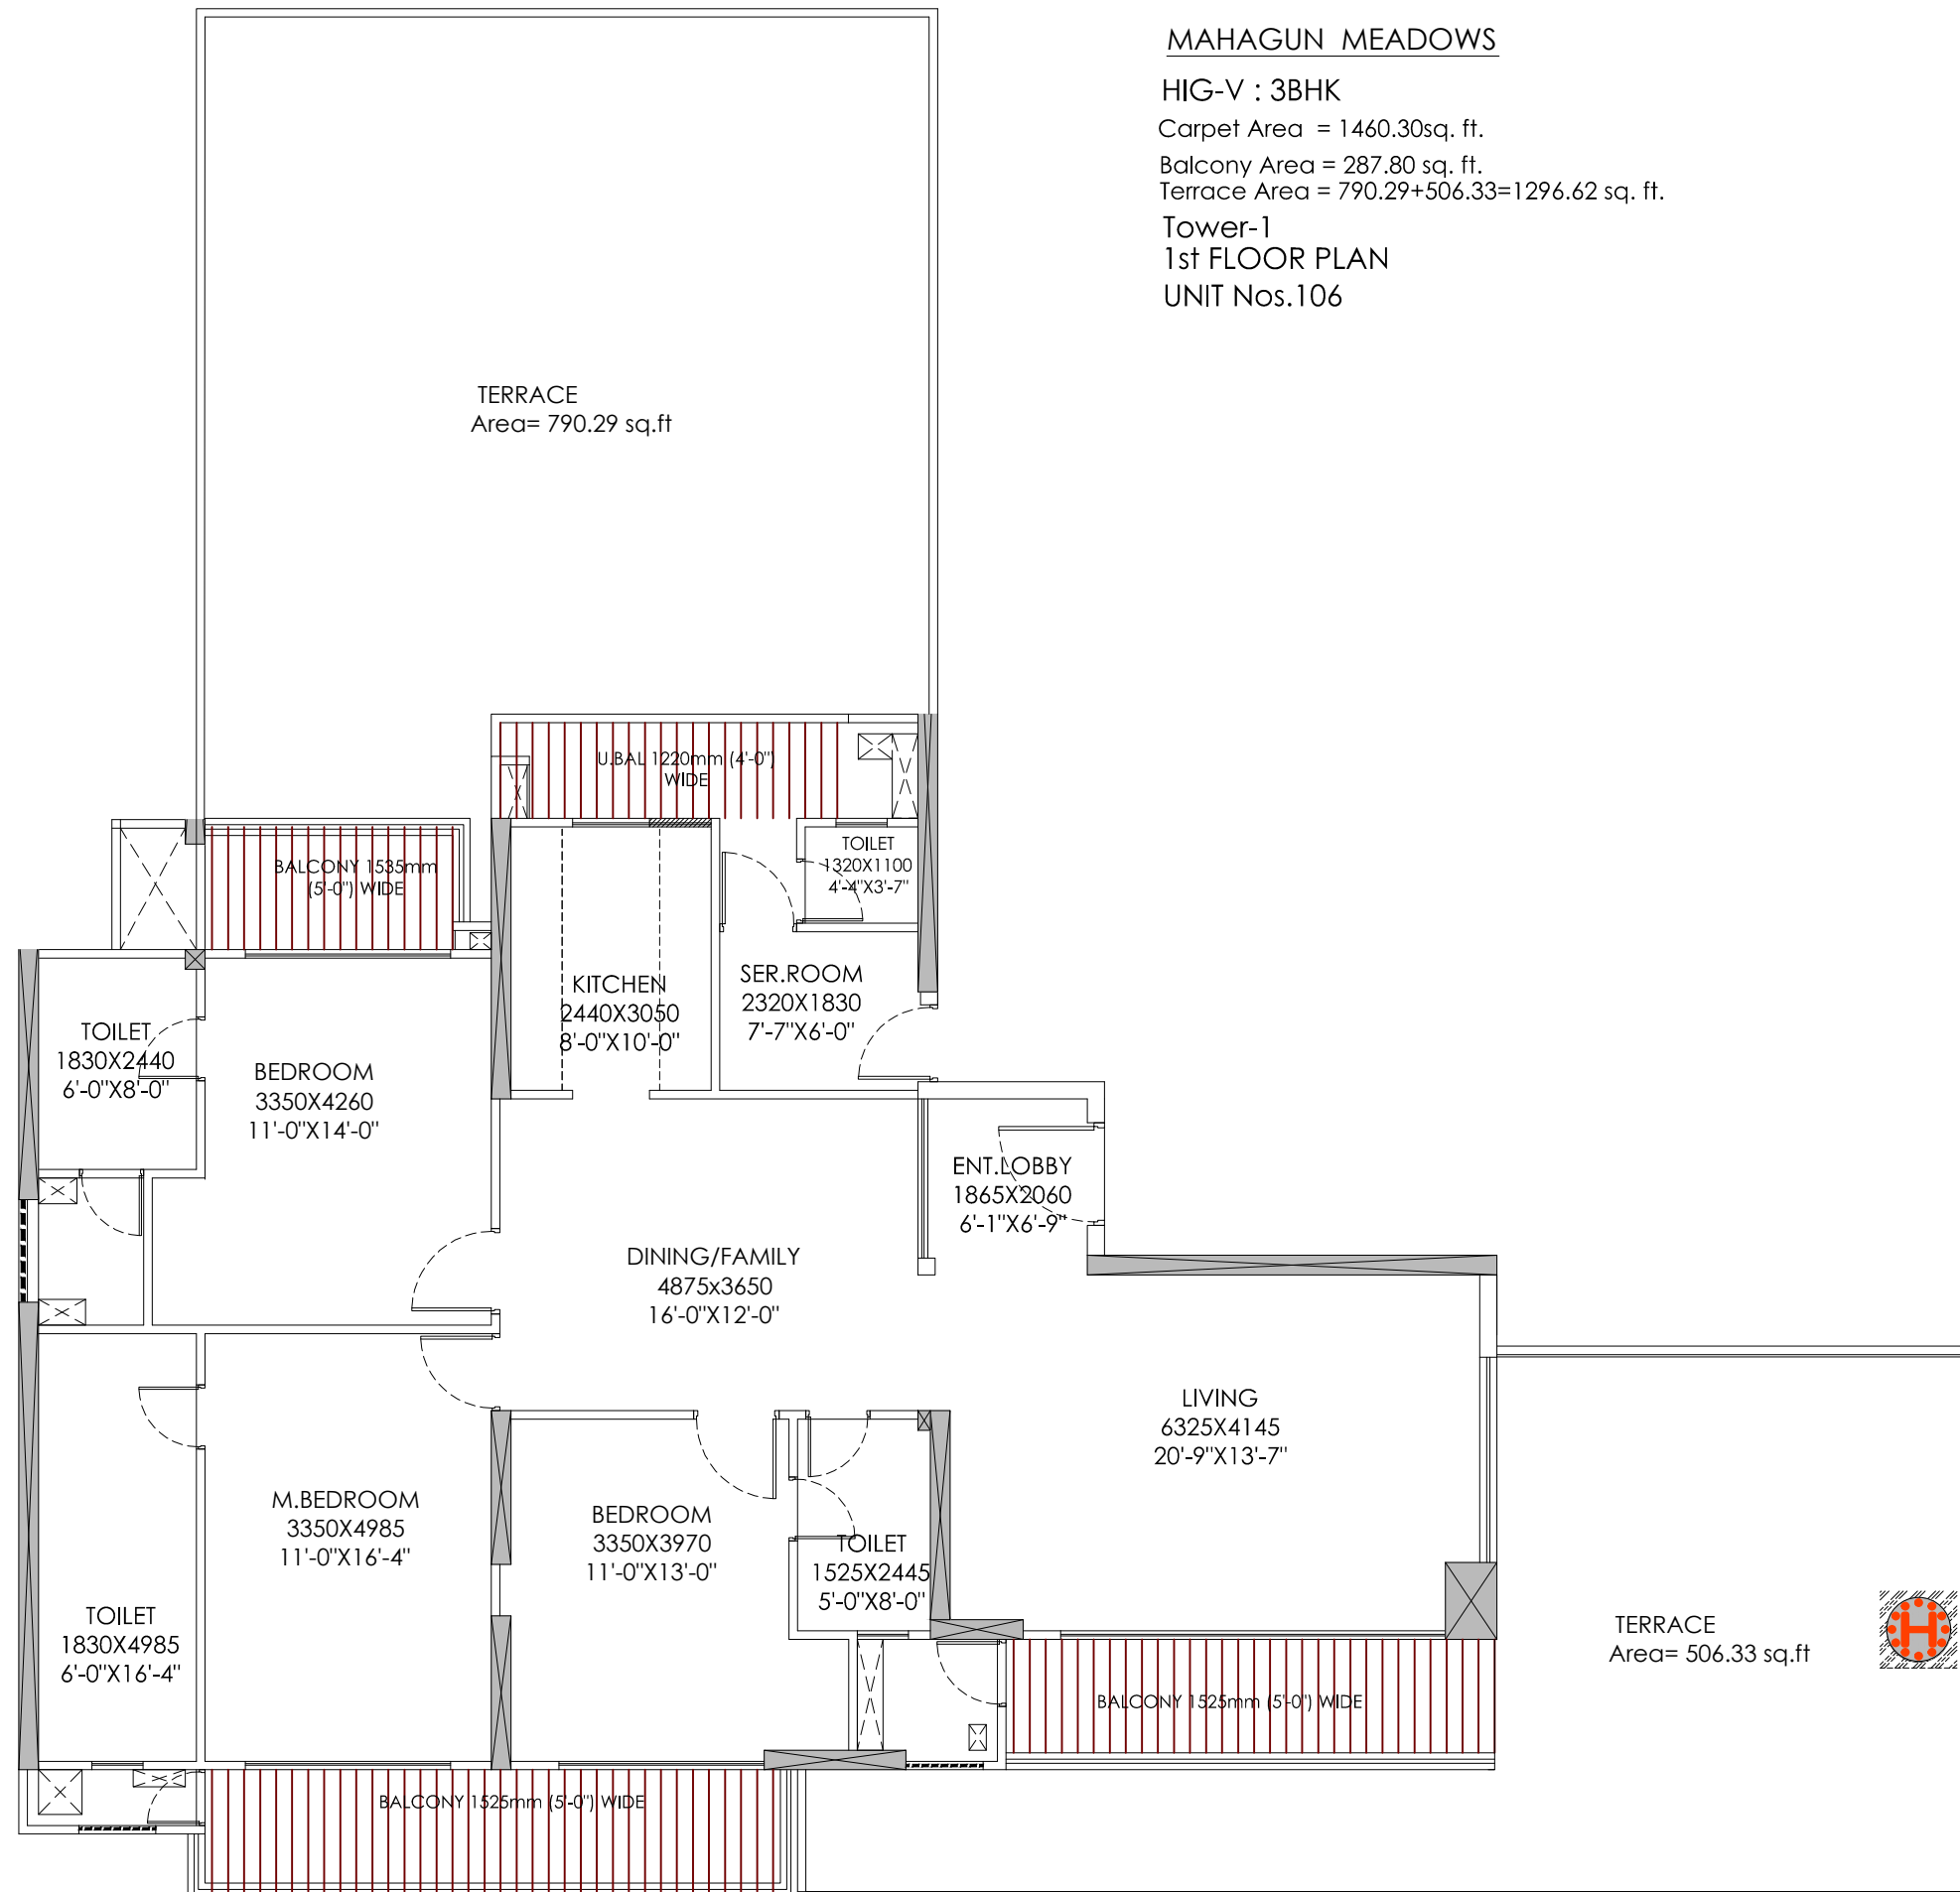 MAHAGUN MEADOWS
HIG-V : 3BHK
Carpet Area = 1460.30sq. ft.
Balcony Area = 287.80 sq. ft.
Terrace Area = 790.29+506.33=1296.62 sq. ft.
Tower-1
1st FLOOR PLAN
UNIT Nos.106
TERRACE
Area= 790.29 sq.ft
U.BAL 1220mm (4'-0")
WIDE
BALCONY 1535mm
(5'-0") WIDE
TOILET
1320X1100
4'-4"X3'-7"
KITCHEN
2440X3050
8'-0"X10'-0"
SER.ROOM
2320X1830
7'-7"X6'-0"
TOILET
1830X2440
6'-0"X8'-0"
BEDROOM
3350X4260
11'-0"X14'-0"
ENT.LOBBY
1865X2060
6'-1"X6'-9"
DINING/FAMILY
4875x3650
16'-0"X12'-0"
LIVING
6325X4145
20'-9"X13'-7"
M.BEDROOM
3350X4985
11'-0"X16'-4"
BEDROOM
3350X3970
11'-0"X13'-0"
TOILET
1525X2445
5'-0"X8'-0"
TOILET
1830X4985
6'-0"X16'-4"
TERRACE
Area= 506.33 sq.ft
H
BALCONY 1525mm (5'-0") WIDE
BALCONY 1525mm (5'-0") WIDE